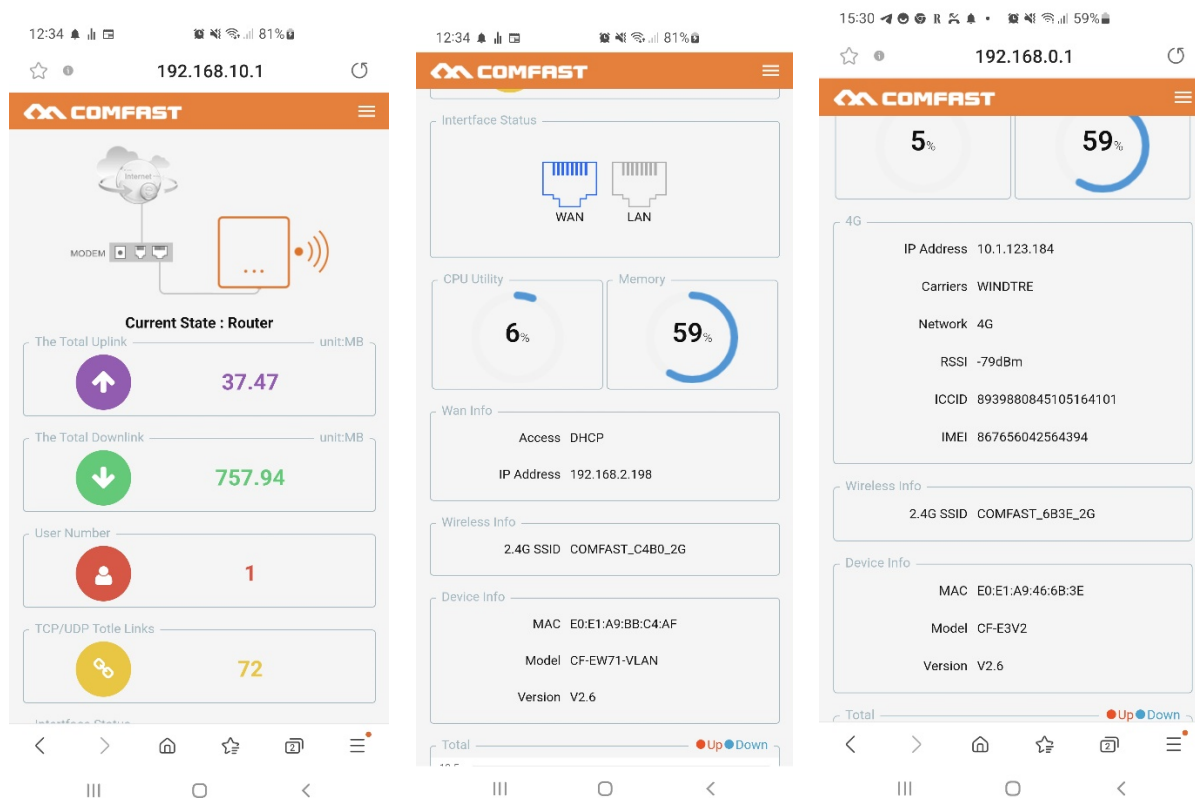 12:34 81%
192.168.10.1
COMFAST
Internet
MODEM
Current State : Router
The Total Uplink unit:MB
37.47
The Total Downlink unit:MB
757.94
User Number
1
TCP/UDP Totle Links
72
Intertface Status
2
12:34 81%
COMFAST
Intertface Status
WAN LAN
CPU Utility Memory
6% 59%
Wan Info
Access DHCP
IP Address 192.168.2.198
Wireless Info
2.4G SSID COMFAST_C4B0_2G
Device Info
MAC E0:E1:A9:BB:C4:AF
Model CF-EW71-VLAN
Version V2.6
Total Up Down
15:30 G R 59%
192.168.0.1
COMFAST
5% 59%
4G
IP Address 10.1.123.184
Carriers WINDTRE
Network 4G
RSSI -79dBm
ICCID 8939880845105164101
IMEI 867656042564394
Wireless Info
2.4G SSID COMFAST_6B3E_2G
Device Info
MAC E0:E1:A9:46:6B:3E
Model CF-E3V2
Version V2.6
Total Up Down
2